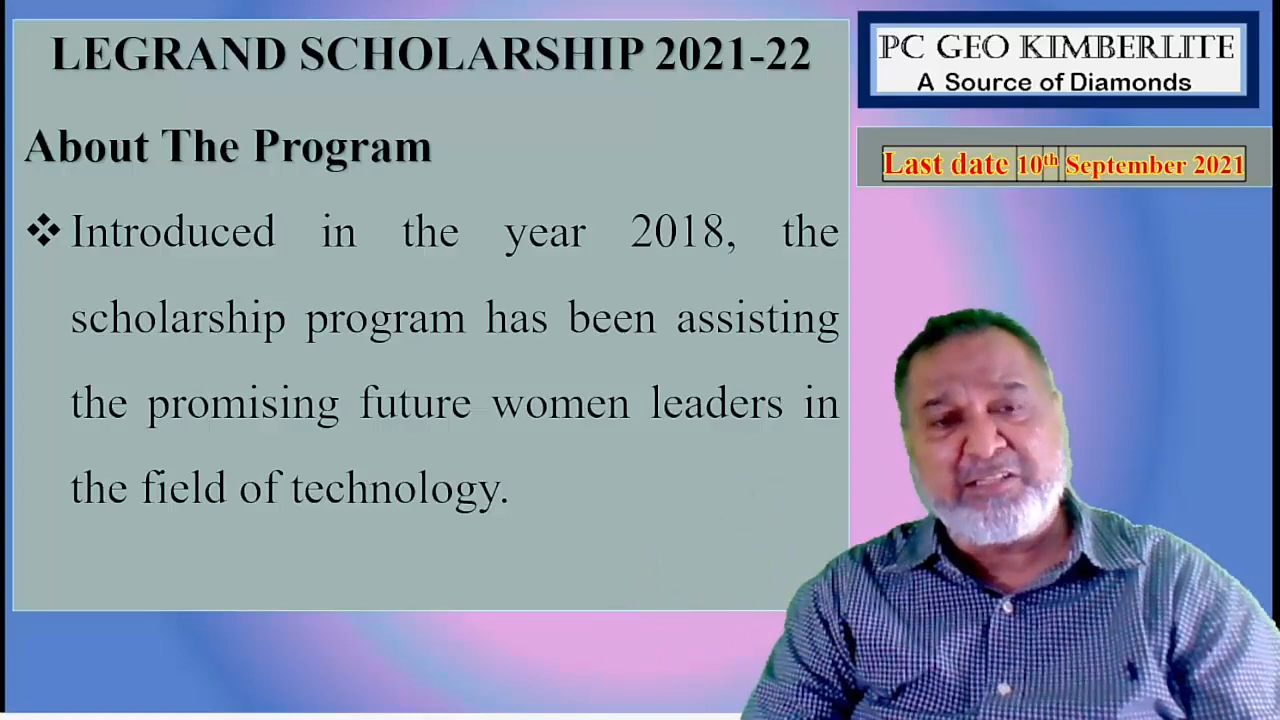 LEGRAND SCHOLARSHIP 2021-22
About The Program
❖ Introduced in the year 2018, the
scholarship program has been assisting
the promising future women leaders in
the field of technology.
PC GEO KIMBERLITE
A Source of Diamonds
Last date 10th September 2021